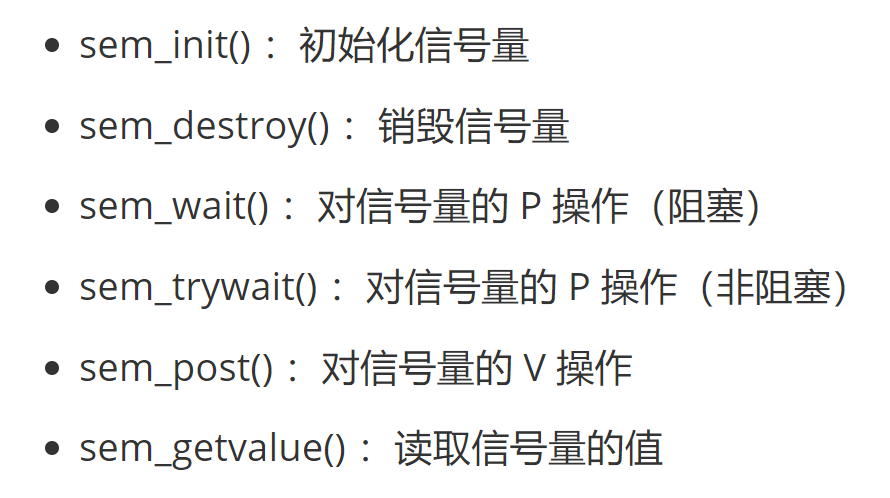 • sem_init() ：初始化信号量
• sem_destroy() ：销毁信号量
• sem_wait() ：对信号量的 P 操作（阻塞）
• sem_trywait() ：对信号量的 P 操作（非阻塞）
• sem_post() ：对信号量的 V 操作
• sem_getvalue() ：读取信号量的值